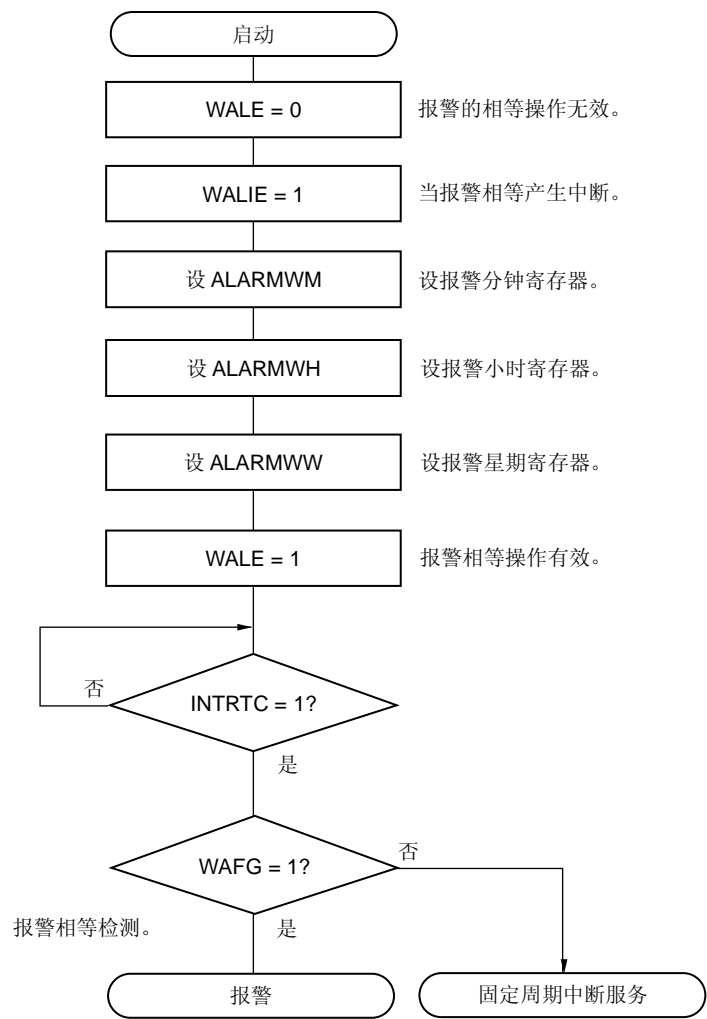 启动
WALE = 0
报警的相等操作无效。
WALIE = 1
当报警相等产生中断。
设 ALARMWM
设报警分钟寄存器。
设 ALARMWH
设报警小时寄存器。
设 ALARMWW
设报警星期寄存器。
WALE = 1
报警相等操作有效。
否
INTRTC = 1?
是
WAFG = 1?
否
报警相等检测。
是
报警
固定周期中断服务